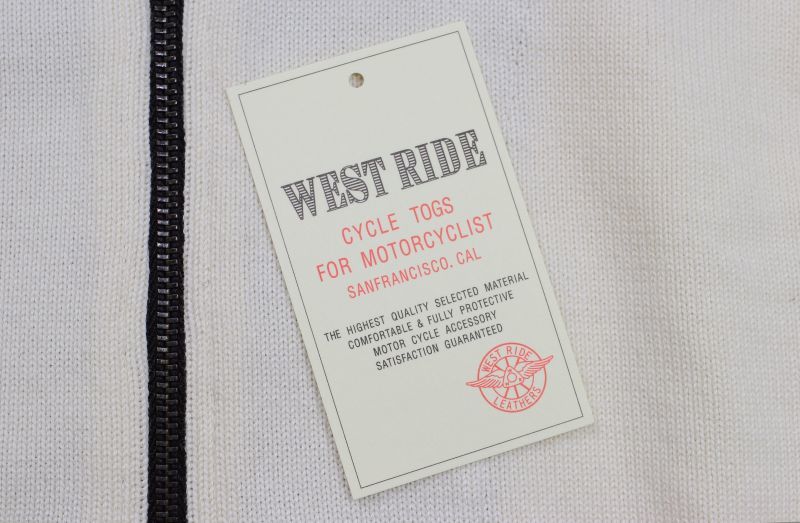 WEST RIDE
CYCLE TOGS
FOR MOTORCYCLIST
SANFRANCISCO. CAL
THE HIGHEST QUALITY SELECTED MATERIAL
COMFORTABLE & FULLY PROTECTIVE
MOTOR CYCLE ACCESSORY
SATISFACTION GUARANTEED
WEST RIDE
LEATHERS